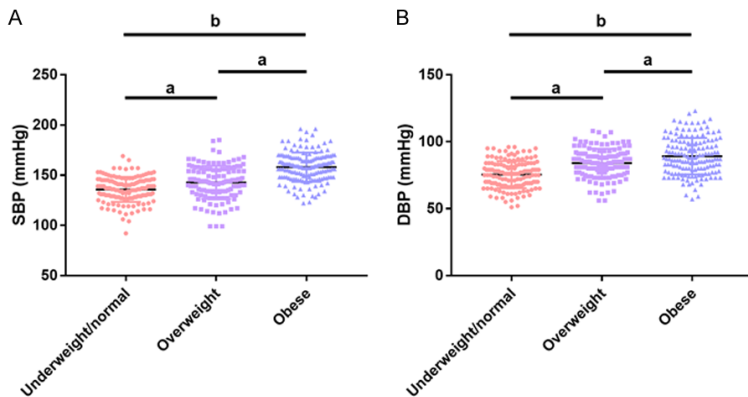 A
b
a
a
SBP (mmHg)
250
200
150
100
50
Underweight/normal
Overweight
Obese
B
b
a
a
DBP (mmHg)
150
100
50
0
Underweight/normal
Overweight
Obese